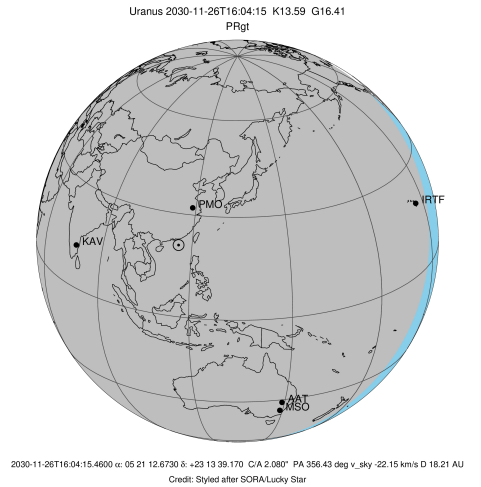 Uranus 2030-11-26T16:04:15 K13.59 G16.41
PRgt
PMO
IRTF
KAV
AAT
MSO
2030-11-26T16:04:15.4600 α: 05 21 12.6730 δ: +23 13 39.170 C/A 2.080" PA 356.43 deg v_sky -22.15 km/s D 18.21 AU
Credit: Styled after SORA/Lucky Star